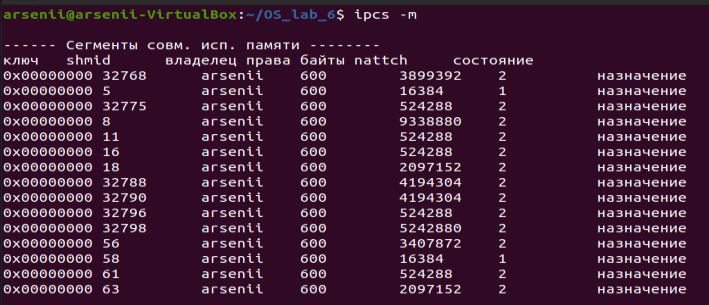 arsenii@arsenii-VirtualBox:~/OS_lab_6$ ipcs -m
------ Сегменты совм. исп. памяти --------
ключ shmid владелец права байты nattch состояние
0x00000000 32768 arsenii 600 3899392 2 назначение
0x00000000 5 arsenii 600 16384 1 назначение
0x00000000 32775 arsenii 600 524288 2 назначение
0x00000000 8 arsenii 600 9338880 2 назначение
0x00000000 11 arsenii 600 524288 2 назначение
0x00000000 16 arsenii 600 524288 2 назначение
0x00000000 18 arsenii 600 2097152 2 назначение
0x00000000 32788 arsenii 600 4194304 2 назначение
0x00000000 32790 arsenii 600 4194304 2 назначение
0x00000000 32796 arsenii 600 524288 2 назначение
0x00000000 32798 arsenii 600 5242880 2 назначение
0x00000000 56 arsenii 600 3407872 2 назначение
0x00000000 58 arsenii 600 16384 1 назначение
0x00000000 61 arsenii 600 524288 2 назначение
0x00000000 63 arsenii 600 2097152 2 назначение